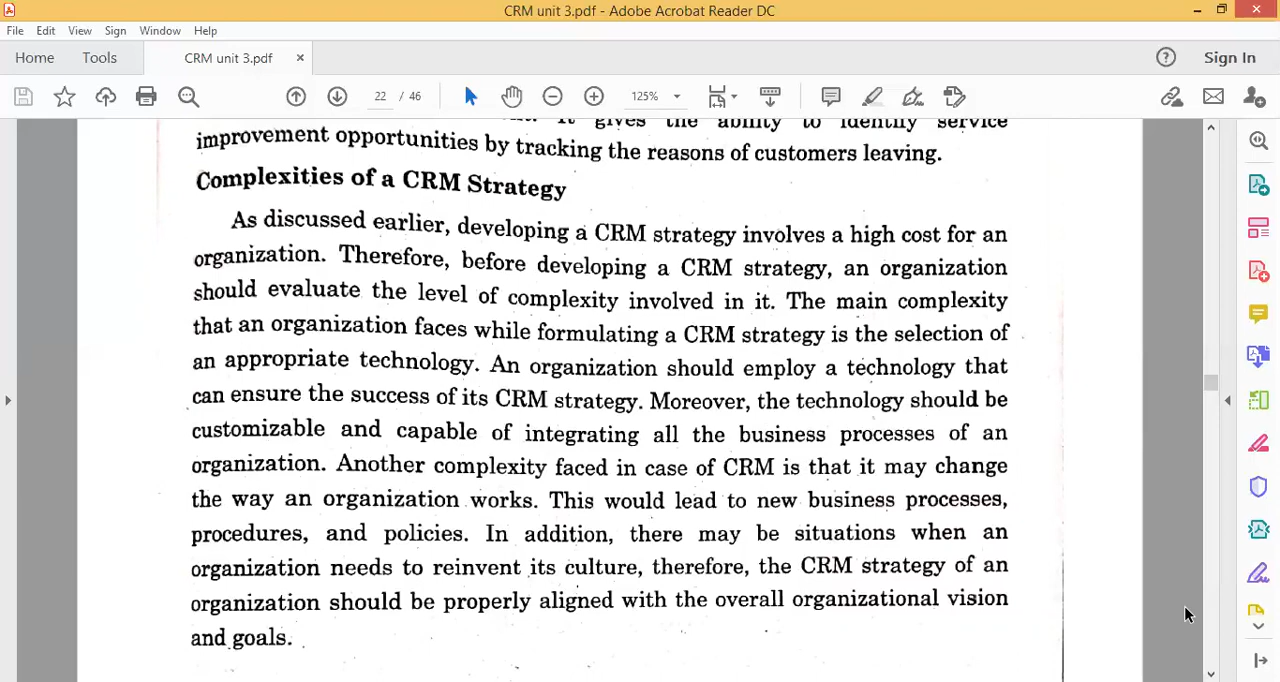 CRM unit 3.pdf - Adobe Acrobat Reader DC
File Edit View Sign Window Help
Home Tools CRM unit 3.pdf × Sign In
22 / 46 125%
It gives the ability to identify service
improvement opportunities by tracking the reasons of customers leaving.
Complexities of a CRM Strategy
As discussed earlier, developing a CRM strategy involves a high cost for an
organization. Therefore, before developing a CRM strategy, an organization
should evaluate the level of complexity involved in it. The main complexity
that an organization faces while formulating a CRM strategy is the selection of
an appropriate technology. An organization should employ a technology that
can ensure the success of its CRM strategy. Moreover, the technology should be
customizable and capable of integrating all the business processes of an
organization. Another complexity faced in case of CRM is that it may change
the way an organization works. This would lead to new business processes,
procedures, and policies. In addition, there may be situations when an
organization needs to reinvent its culture, therefore, the CRM strategy of an
organization should be properly aligned with the overall organizational vision
and goals.